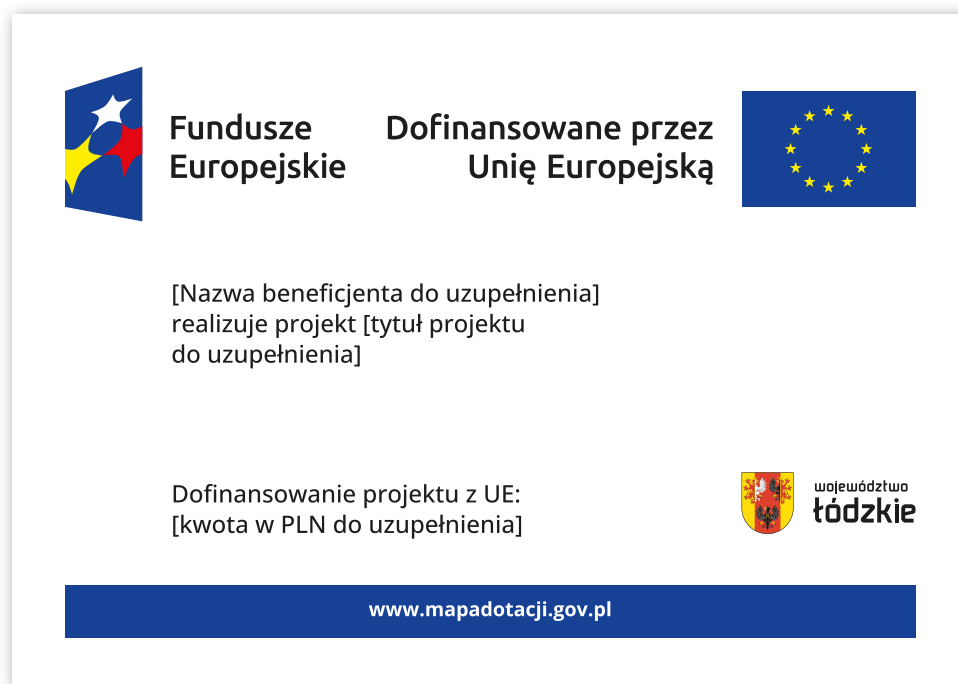 Fundusze
Europejskie
Dofinansowane przez
Unię Europejską
[Nazwa beneficjenta do uzupełnienia]
realizuje projekt [tytuł projektu
do uzupełnienia]
Dofinansowanie projektu z UE:
[kwota w PLN do uzupełnienia]
województwo
łódzkie
www.mapadotacji.gov.pl